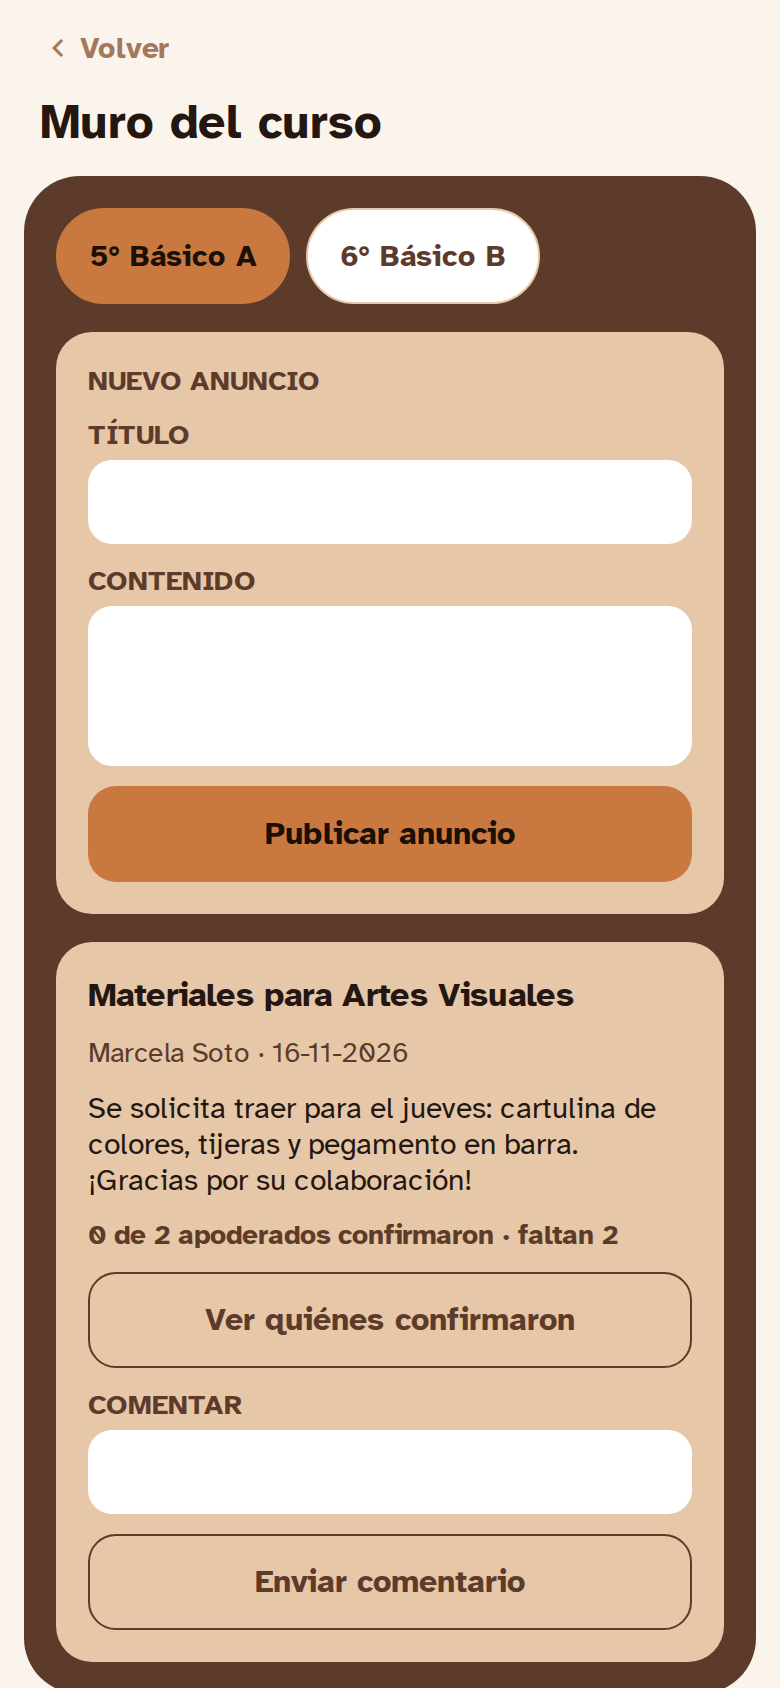 Volver
Muro del curso
5° Básico A
6° Básico B
NUEVO ANUNCIO
TÍTULO
CONTENIDO
Publicar anuncio
Materiales para Artes Visuales
Marcela Soto · 16-11-2026
Se solicita traer para el jueves: cartulina de
colores, tijeras y pegamento en barra.
¡Gracias por su colaboración!
0 de 2 apoderados confirmaron · faltan 2
Ver quiénes confirmaron
COMENTAR
Enviar comentario